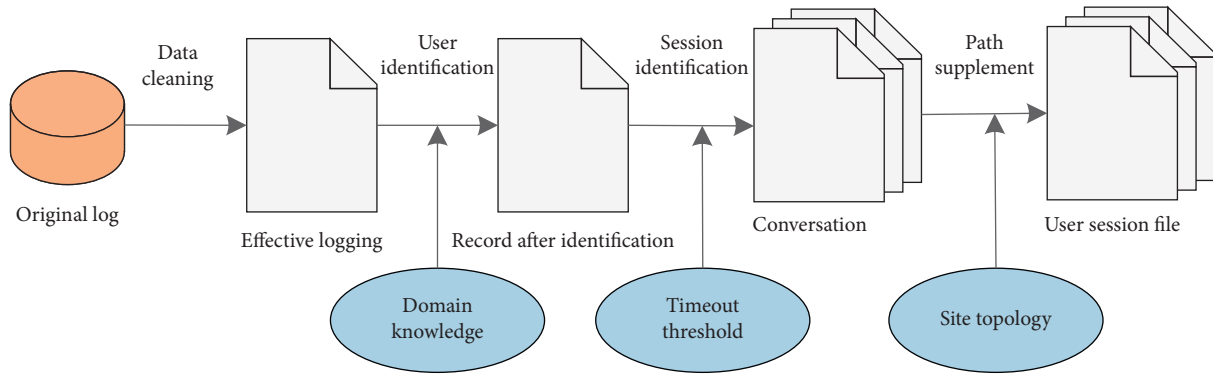 Data
cleaning
User
identification
Session
identification
Path
supplement
Original log
Effective logging
Record after identification
Conversation
User session file
Domain
knowledge
Timeout
threshold
Site topology